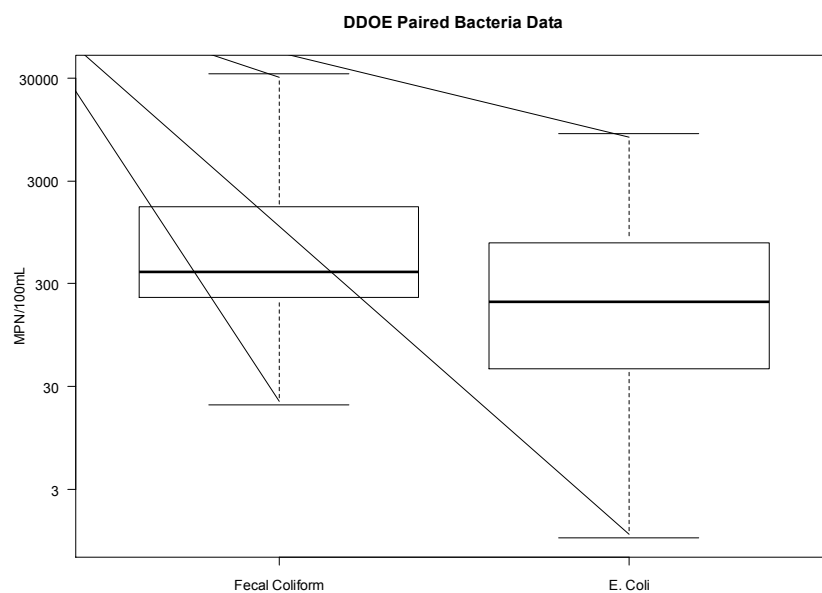 DDOE Paired Bacteria Data
30000
3000
300
30
3
MPN/100mL
Fecal Coliform
E. Coli